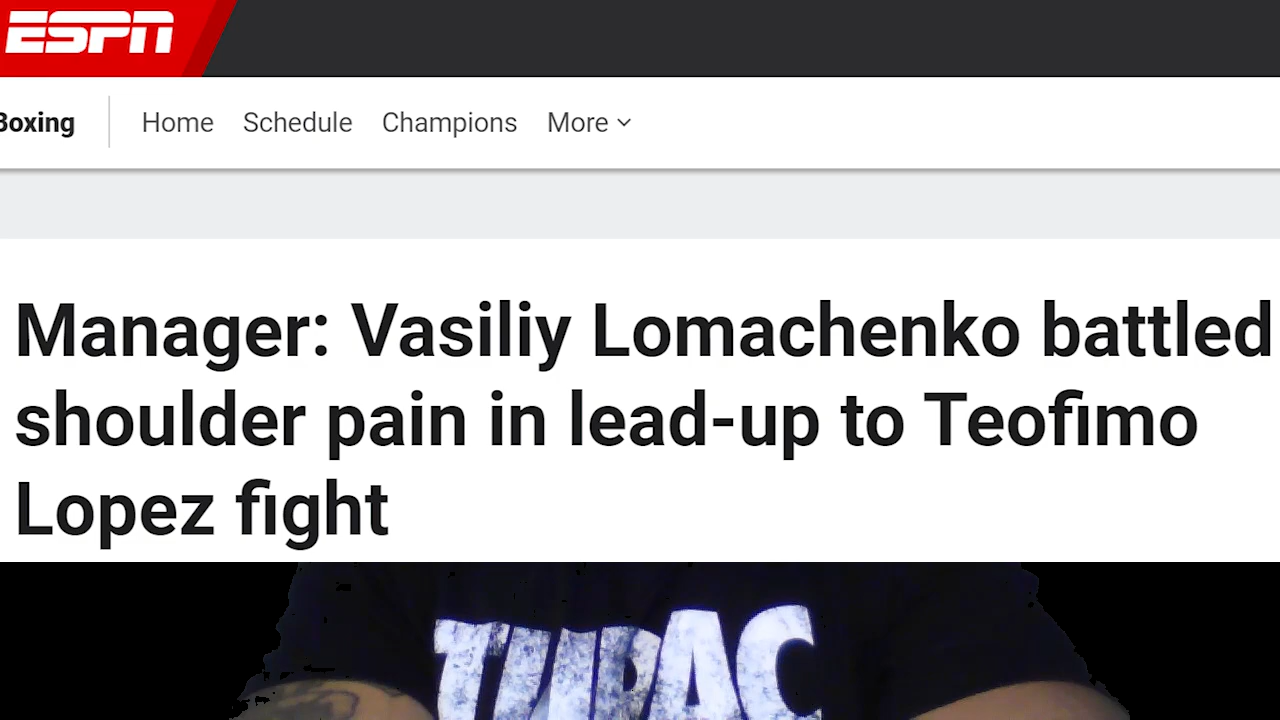 ESPN
Boxing Home Schedule Champions More
Manager: Vasiliy Lomachenko battled
shoulder pain in lead-up to Teofimo
Lopez fight
TUPAC